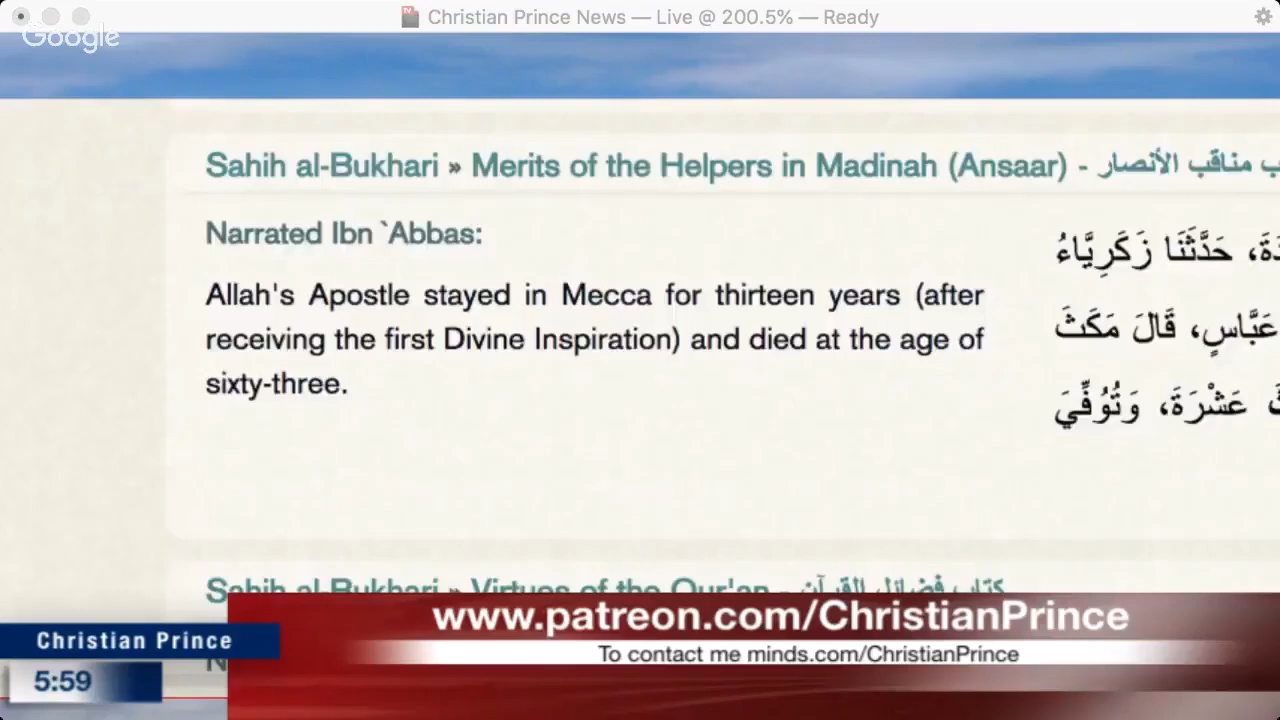 Christian Prince News — Live @ 200.5% — Ready
Google
Sahih al-Bukhari » Merits of the Helpers in Madinah (Ansaar) - ب مناقب الأنصار
Narrated Ibn `Abbas:
حَدَّثَنَا زَكَرِيَّاءُ
Allah's Apostle stayed in Mecca for thirteen years (after
receiving the first Divine Inspiration) and died at the age of
عَبَّاسٍ، قَالَ مَكَثَ
sixty-three.
عَشْرَةَ، وَتُوُفِّيَ
Sahih al-Bukhari » Virtues of the Qur'an - كتاب فضائل القرآن
www.patreon.com/ChristianPrince
Christian Prince
To contact me minds.com/ChristianPrince
5:59